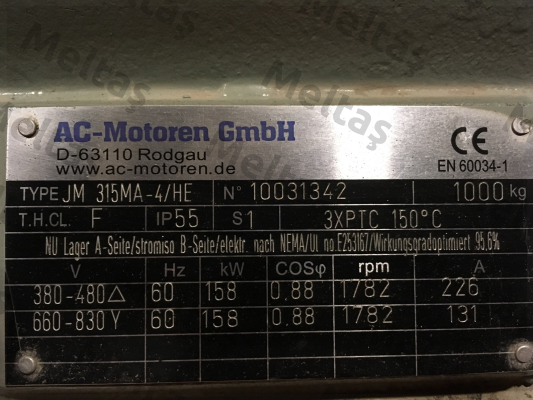 AC-Motoren GmbH
D-63110 Rodgau
www.ac-motoren.de
CE
EN 60034-1
TYPE JM 315MA-4/HE N° 10031342 1000 kg
T.H.CL. F IP55 S1 3XPTC 150°C
NU Lager A-Seite/stromiso B-Seite/elektr. nach NEMA/Ul no.E253167/Wirkungsgradoptimiert 95,6%
V Hz kW COSφ rpm A
380-480△ 60 158 0.88 1782 226
660-830Y 60 158 0.88 1782 131
Meltaş